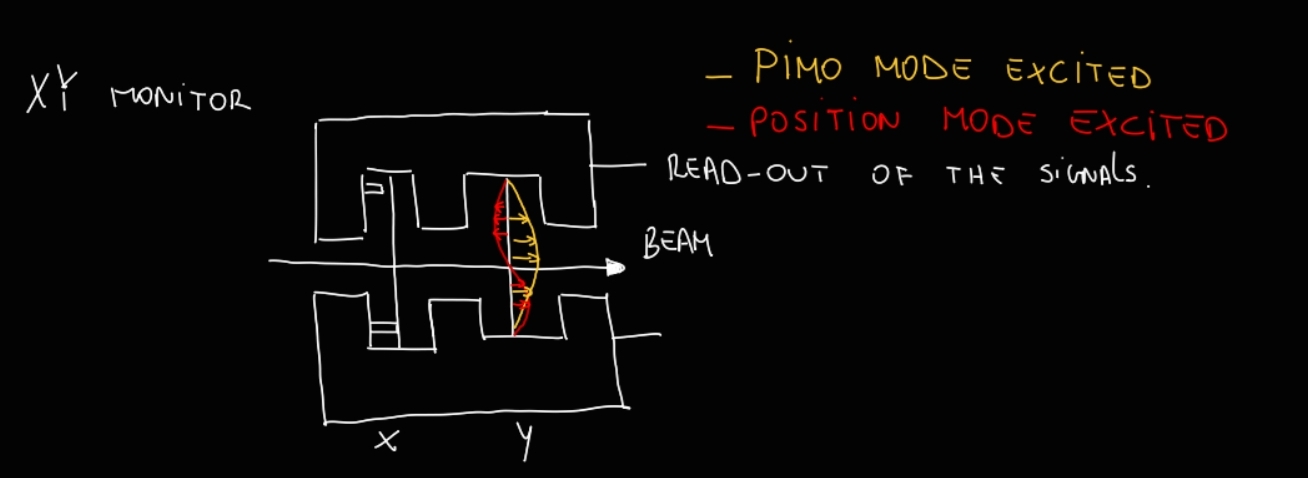 XY MONITOR
– PIMO MODE EXCITED
– POSITION MODE EXCITED
READ-OUT OF THE SIGNALS.
BEAM
X Y